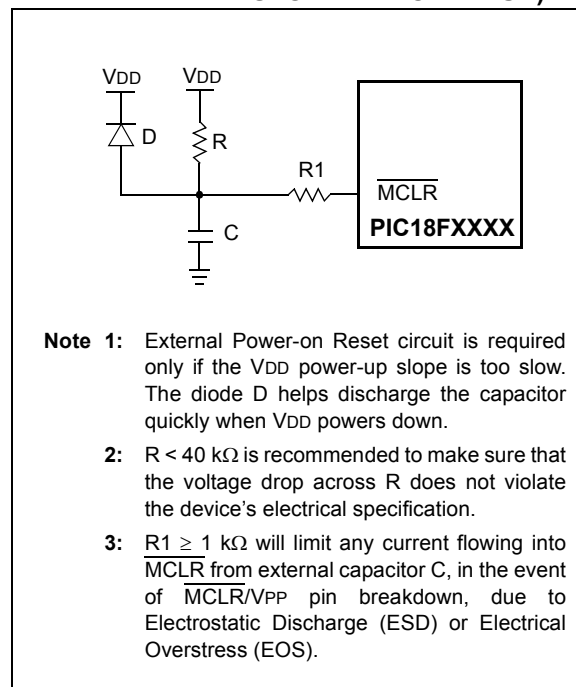 VDD VDD
D
R
R1
MCLR
PIC18FXXXX
C
Note 1: External Power-on Reset circuit is required
only if the VDD power-up slope is too slow.
The diode D helps discharge the capacitor
quickly when VDD powers down.
2: R < 40 kΩ is recommended to make sure that
the voltage drop across R does not violate
the device's electrical specification.
3: R1 ≥ 1 kΩ will limit any current flowing into
MCLR from external capacitor C, in the event
of MCLR/VPP pin breakdown, due to
Electrostatic Discharge (ESD) or Electrical
Overstress (EOS).